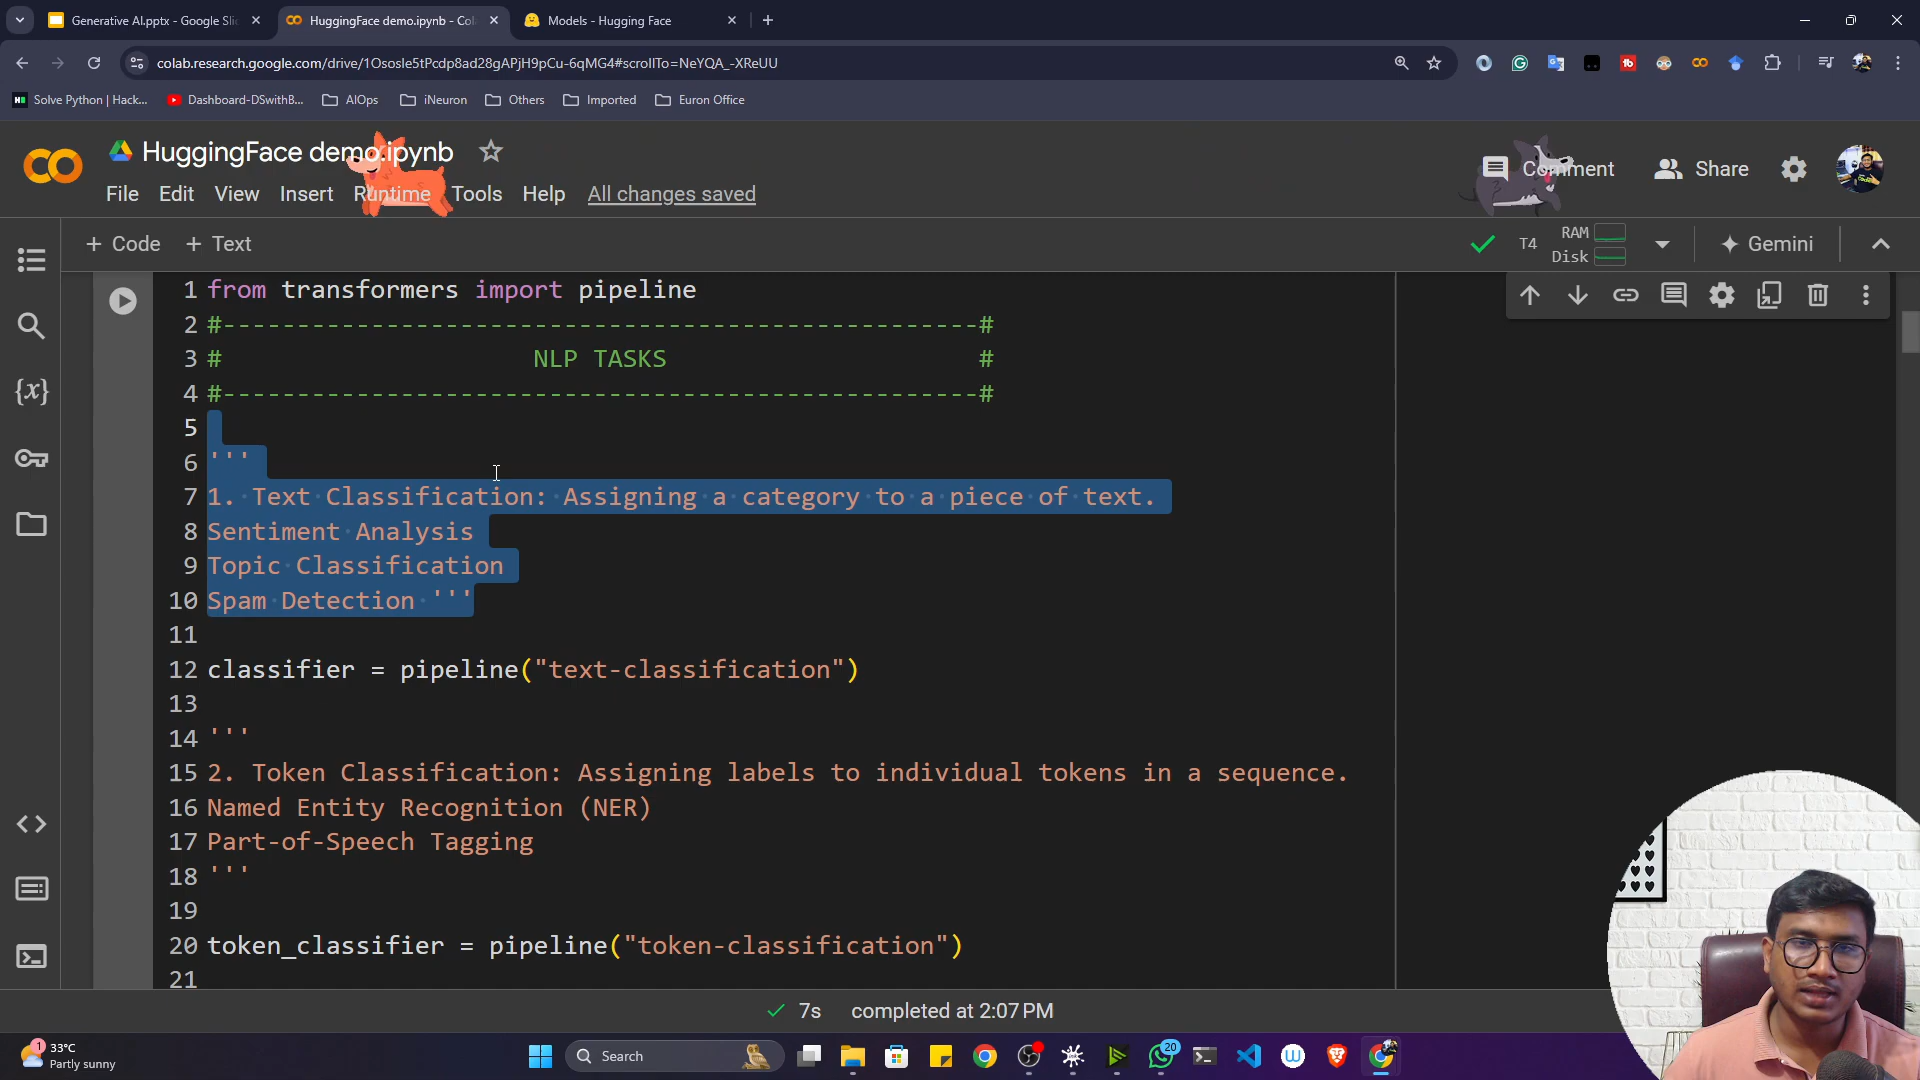 Generative AI.pptx - Google Slid
HuggingFace demo.ipynb - Cola
Models - Hugging Face
colab.research.google.com/drive/1Ososle5tPcdp8ad28gAPjH9pCu-6qMG4#scrollTo=NeYQA_-XReUU
Solve Python | Hack...
Dashboard-DSwithB...
AIOps
iNeuron
Others
Imported
Euron Office
HuggingFace demo.ipynb
Comment
Share
File Edit View Insert Runtime Tools Help All changes saved
+ Code + Text
T4
RAM
Disk
Gemini
1 from transformers import pipeline
2 #---------------------------------------------------#
3 # NLP TASKS #
4 #---------------------------------------------------#
5
6 '''
7 1. Text Classification: Assigning a category to a piece of text.
8 Sentiment Analysis
9 Topic Classification
10 Spam Detection '''
11
12 classifier = pipeline("text-classification")
13
14 '''
15 2. Token Classification: Assigning labels to individual tokens in a sequence.
16 Named Entity Recognition (NER)
17 Part-of-Speech Tagging
18 '''
19
20 token_classifier = pipeline("token-classification")
21
7s completed at 2:07 PM
1
33°C
Partly sunny
Search
20